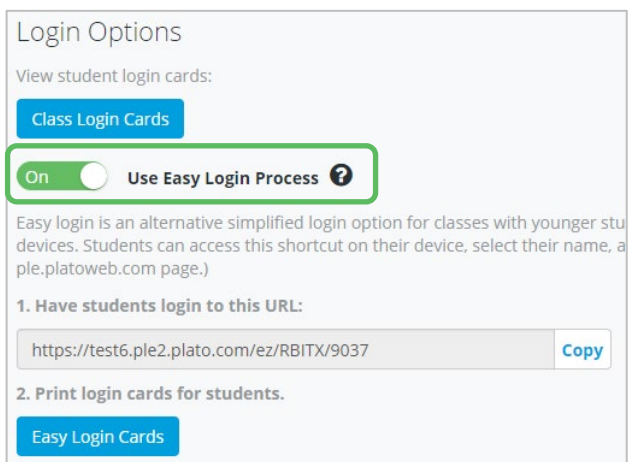 Login Options
View student login cards:
Class Login Cards
On Use Easy Login Process ?
Easy login is an alternative simplified login option for classes with younger stu
devices. Students can access this shortcut on their device, select their name, a
ple.platoweb.com page.)
1. Have students login to this URL:
https://test6.ple2.plato.com/ez/RBITX/9037 Copy
2. Print login cards for students.
Easy Login Cards